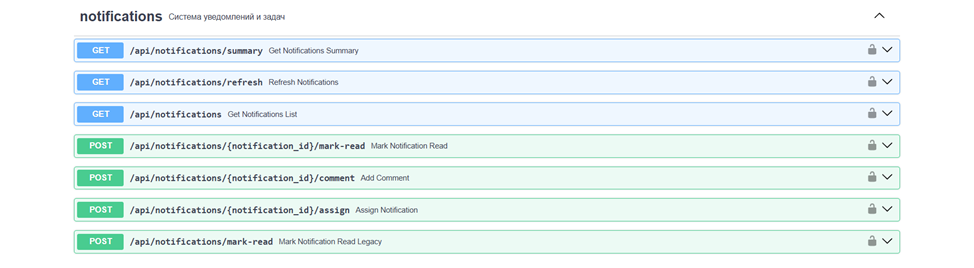 notifications Система уведомлений и задач
GET /api/notifications/summary Get Notifications Summary
GET /api/notifications/refresh Refresh Notifications
GET /api/notifications Get Notifications List
POST /api/notifications/{notification_id}/mark-read Mark Notification Read
POST /api/notifications/{notification_id}/comment Add Comment
POST /api/notifications/{notification_id}/assign Assign Notification
POST /api/notifications/mark-read Mark Notification Read Legacy